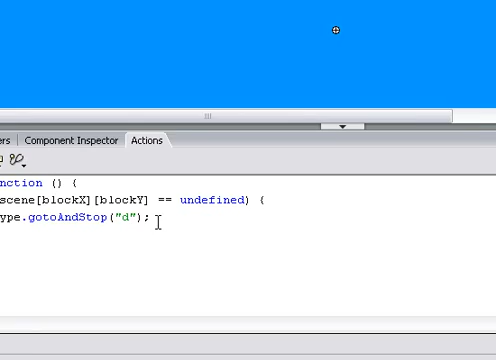 ers Component Inspector Actions
nction () {
scene[blockX][blockY] == undefined) {
ype.gotoAndStop("d");